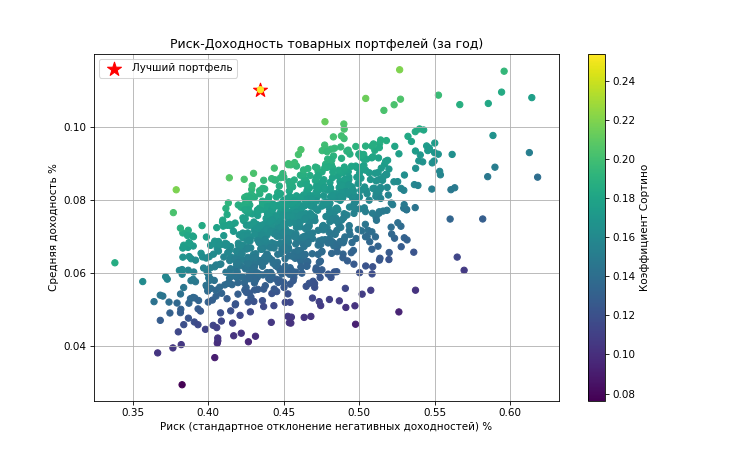 Риск-Доходность товарных портфелей (за год)
Лучший портфель
Средняя доходность %
0.10
0.08
0.06
0.04
0.35 0.40 0.45 0.50 0.55 0.60
Риск (стандартное отклонение негативных доходностей) %
0.24
0.22
0.20
0.18
0.16
0.14
0.12
0.10
0.08
Коэффициент Сортино